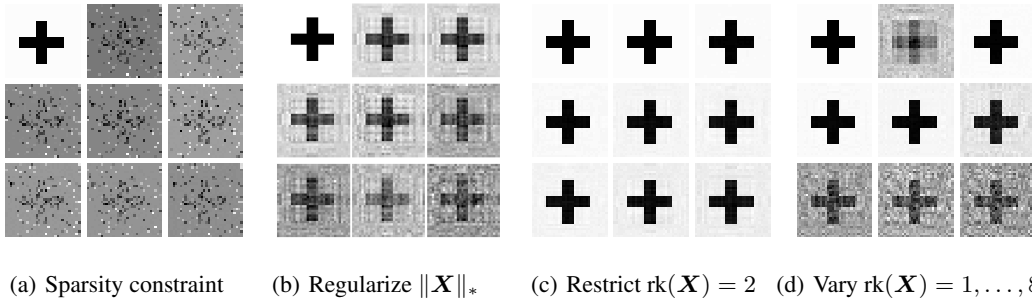 (a) Sparsity constraint (b) Regularize ‖X‖* (c) Restrict rk(X) = 2 (d) Vary rk(X) = 1, . . . ,